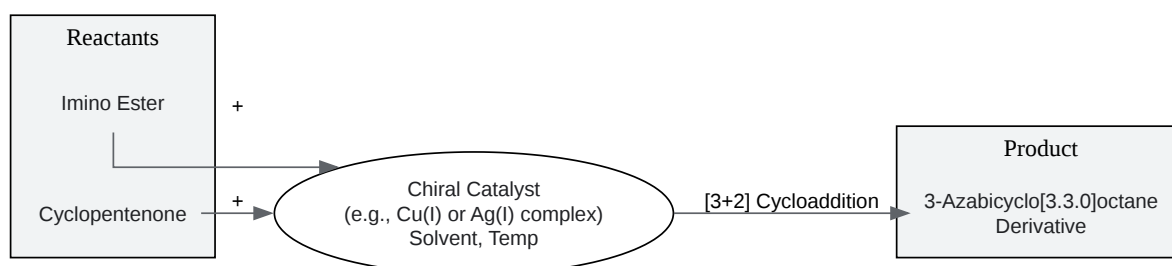 Reactants
Imino Ester
+
Cyclopentenone
+
Chiral Catalyst
(e.g., Cu(I) or Ag(I) complex)
Solvent, Temp
[3+2] Cycloaddition
Product
3-Azabicyclo[3.3.0]octane
Derivative